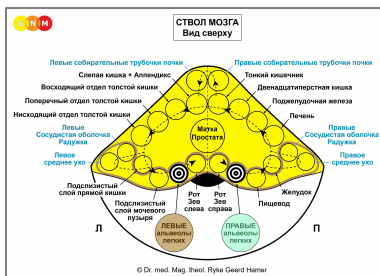 GNM
СТВОЛ МОЗГА
Вид сверху
Левые собирательные трубочки почки
Правые собирательные трубочки почки
Слепая кишка + Аппендикс
Тонкий кишечник
Восходящий отдел толстой кишки
Двенадцатиперстная кишка
Поперечный отдел толстой кишки
Поджелудочная железа
Нисходящий отдел толстой кишки
Печень
Левые
Сосудистая оболочка
Радужка
Матка
Простата
Правые
Сосудистая оболочка
Радужка
Левое
среднее ухо
Правое
среднее ухо
Подслизистый
слой прямой кишки
Желудок
Подслизистый
слой мочевого
пузыря
Рот
Зев
слева
Рот
Зев
справа
Пищевод
Л
П
ЛЕВЫЕ
альвеолы
легких
ПРАВЫЕ
альвеолы
легких
© Dr. med. Mag. theol. Ryke Geerd Hamer